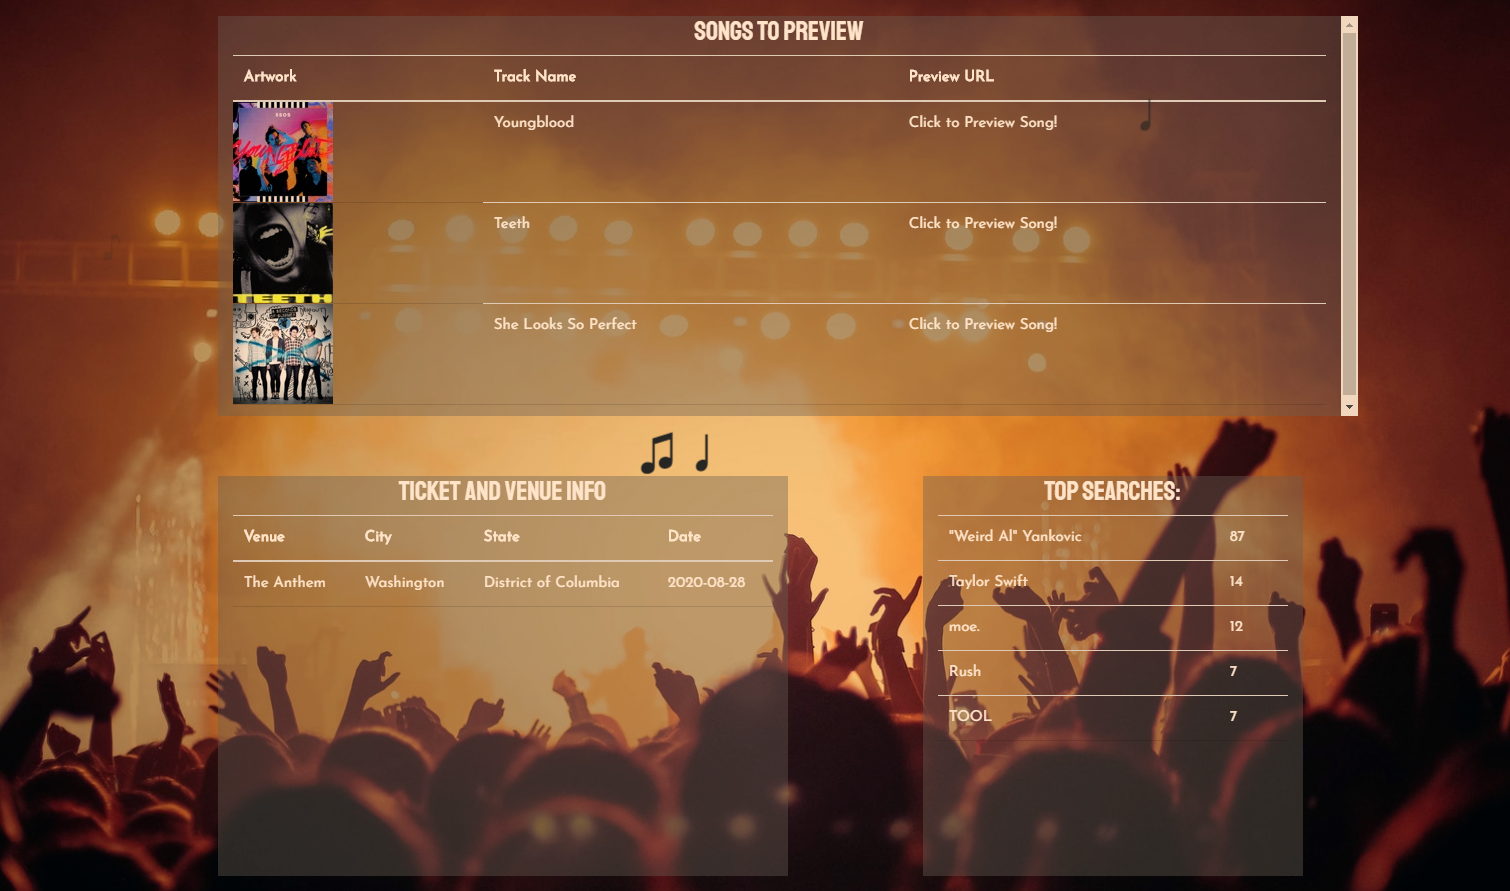 SONGS TO PREVIEW
Artwork Track Name Preview URL
5SOS
Youngblood Click to Preview Song!
Teeth Click to Preview Song!
TEETH
She Looks So Perfect Click to Preview Song!
TICKET AND VENUE INFO
Venue City State Date
The Anthem Washington District of Columbia 2020-08-28
TOP SEARCHES:
"Weird Al" Yankovic 87
Taylor Swift 14
moe. 12
Rush 7
TOOL 7